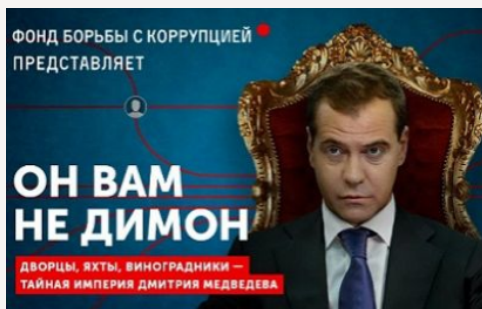 ФОНД БОРЬБЫ С КОРРУПЦИЕЙ
ПРЕДСТАВЛЯЕТ
ОН ВАМ
НЕ ДИМОН
ДВОРЦЫ, ЯХТЫ, ВИНОГРАДНИКИ —
ТАЙНАЯ ИМПЕРИЯ ДМИТРИЯ МЕДВЕДЕВА